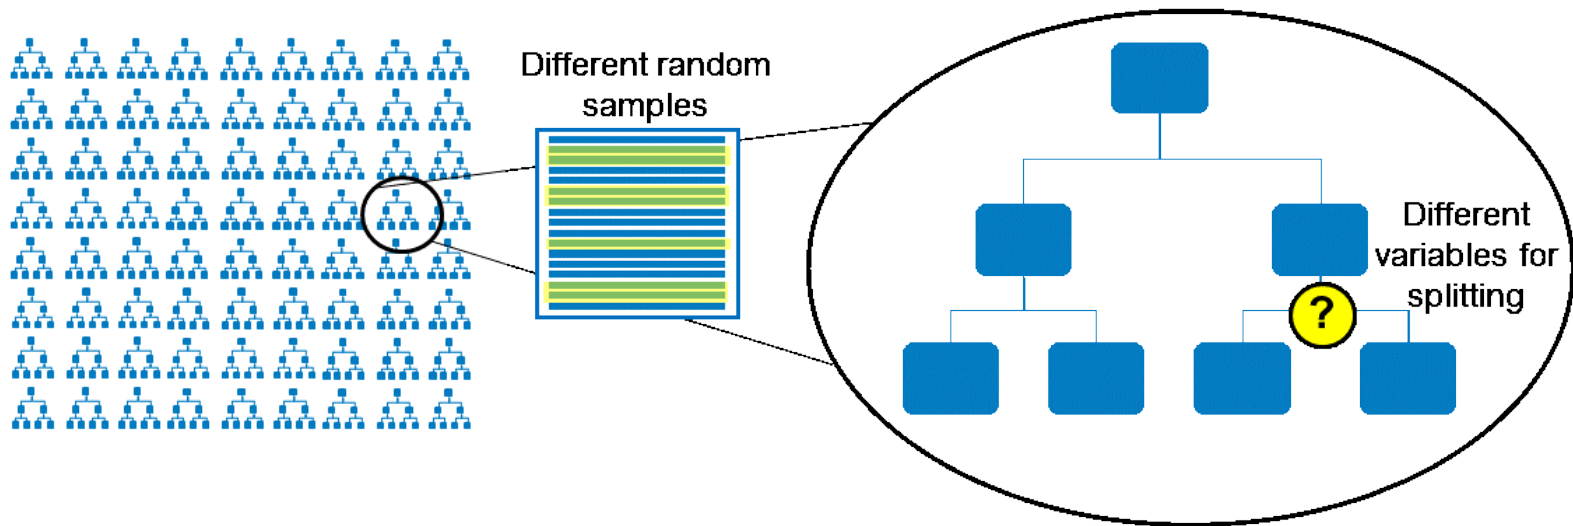 Different random
samples
Different
variables for
splitting
?